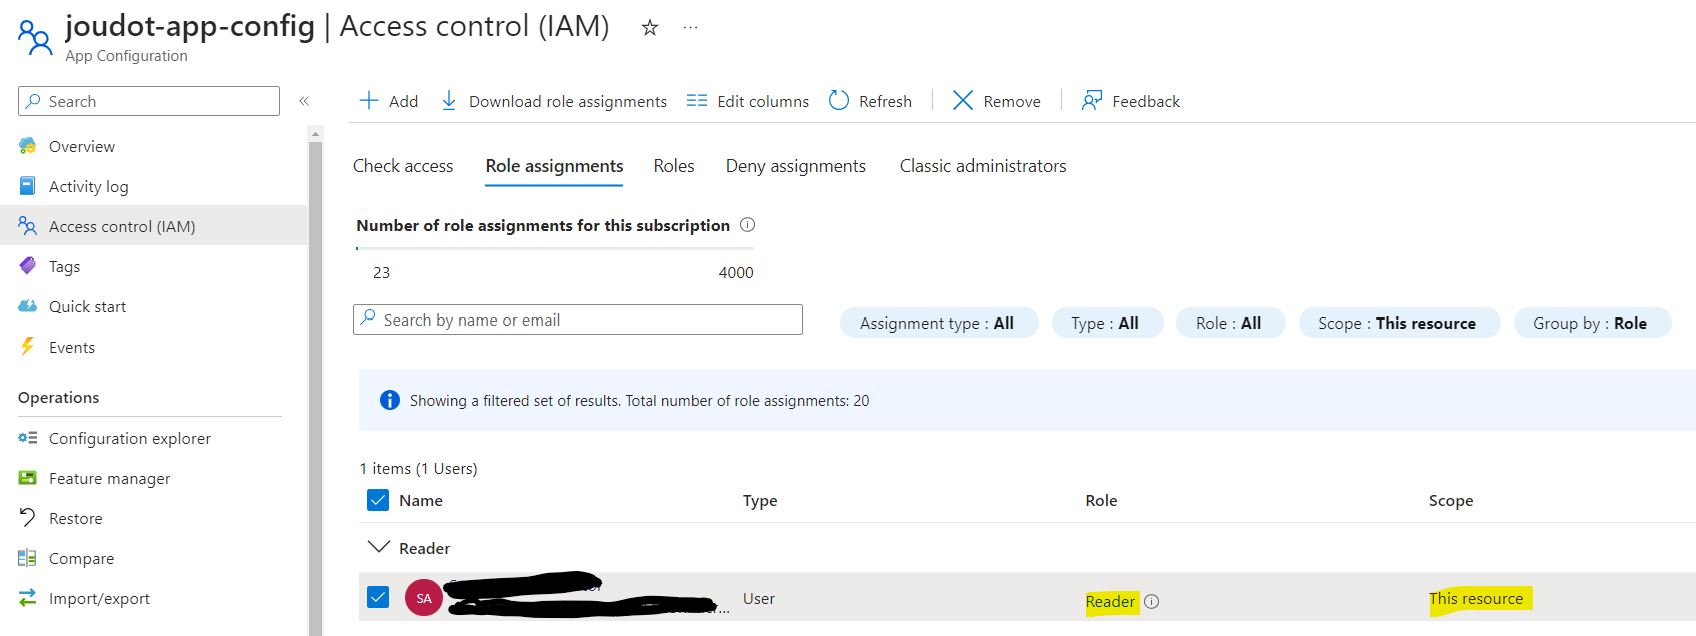 joudot-app-config | Access control (IAM) ☆ ...
App Configuration
Search «
Overview
Activity log
Access control (IAM)
Tags
Quick start
Events
Operations
Configuration explorer
Feature manager
Restore
Compare
Import/export
Add Download role assignments Edit columns Refresh Remove Feedback
Check access Role assignments Roles Deny assignments Classic administrators
Number of role assignments for this subscription
23 4000
Search by name or email Assignment type : All Type : All Role : All Scope : This resource Group by : Role
Showing a filtered set of results. Total number of role assignments: 20
1 items (1 Users)
Name Type Role Scope
Reader
SA User Reader This resource